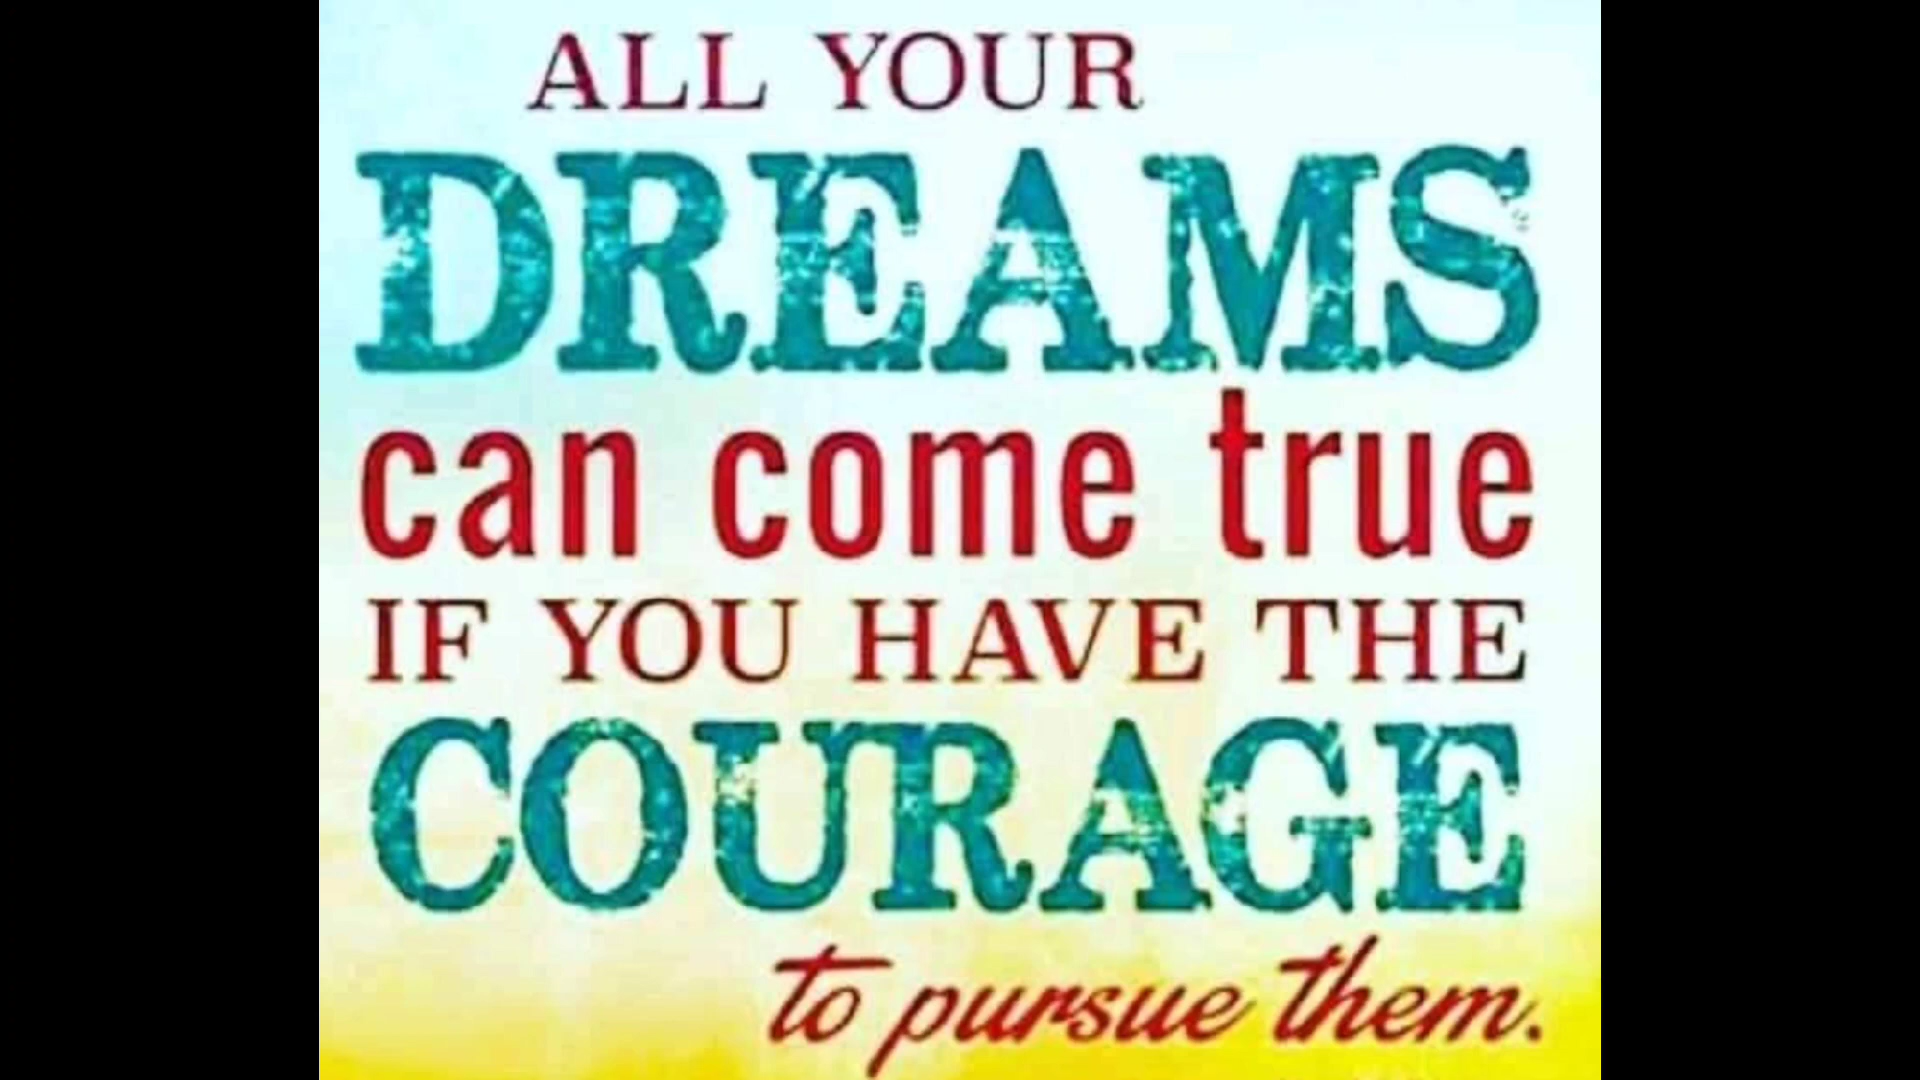 ALL YOUR
DREAMS
can come true
IF YOU HAVE THE
COURAGE
to pursue them.